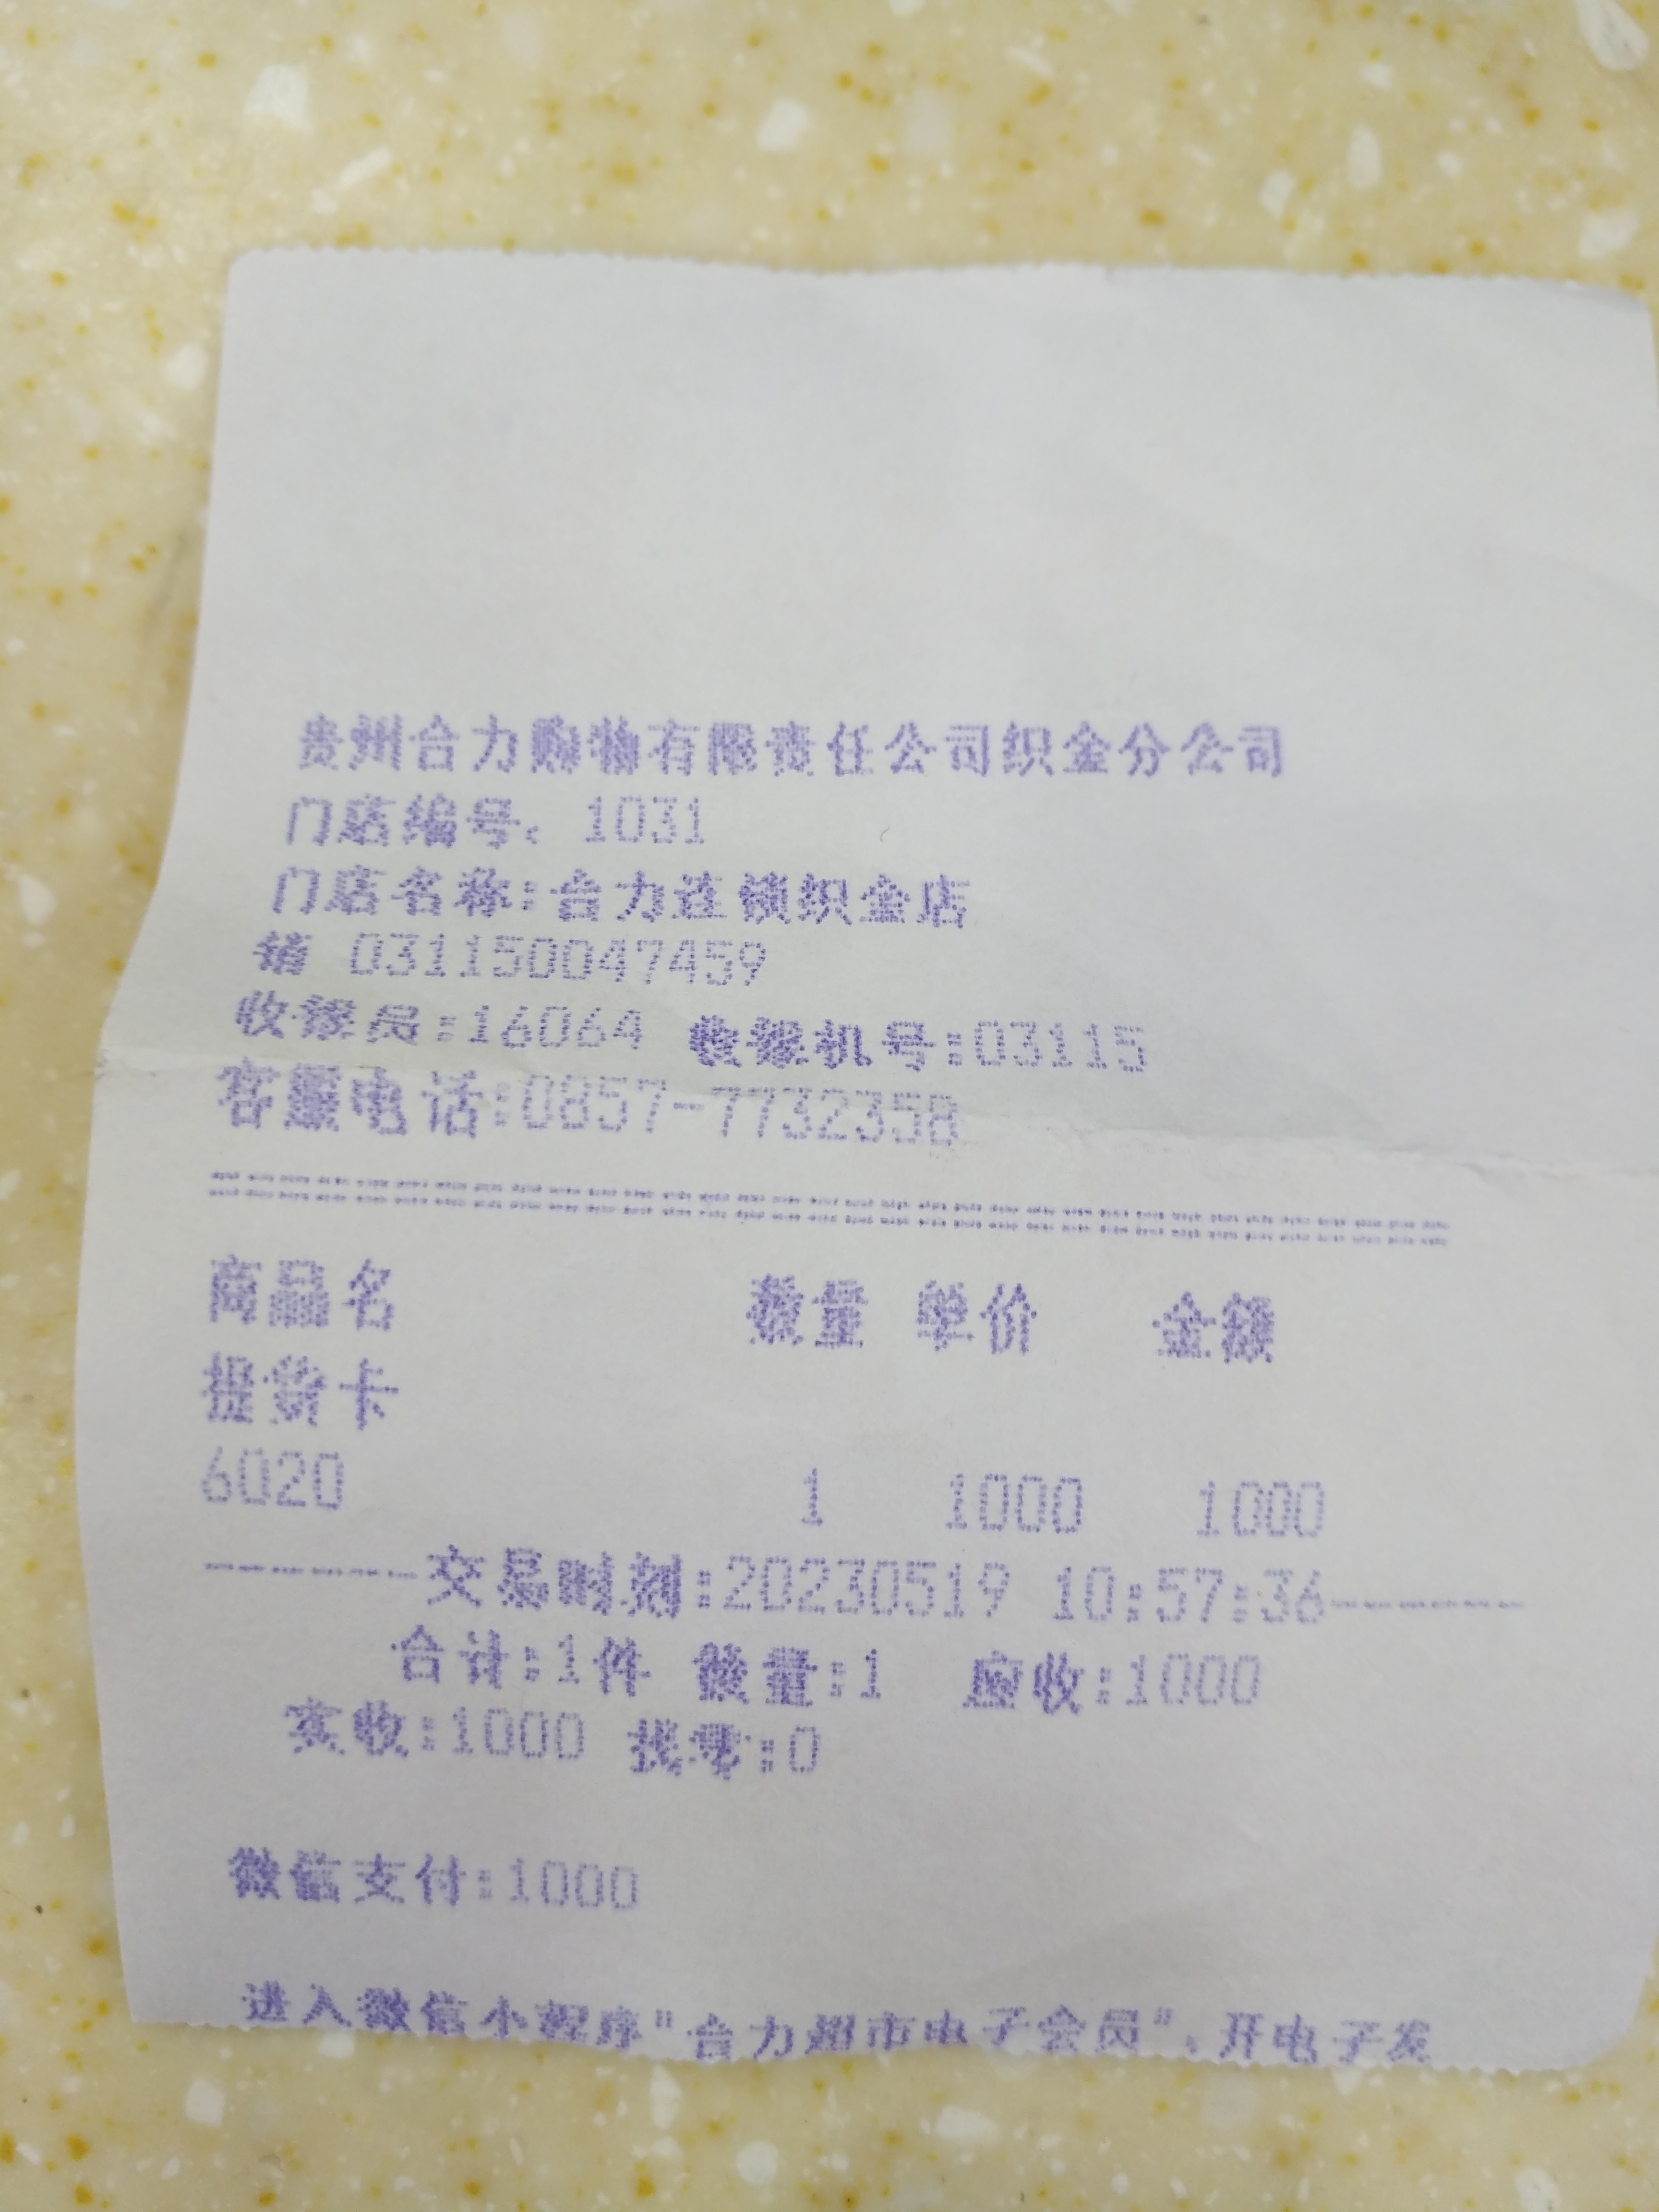 贵州合力购物有限责任公司织金分公司
门店编号: 1031
门店名称:合力连锁织金店
031150047459
收银员:16064 收银机号:03115
客服电话:0857-7732358
商品名 数量 单价 金额
提货卡
6020 1 1000 1000
交易时刻:20230519 10:57:36
合计:1件 数量:1 应收:1000
实收:1000 找零:0
微信支付:1000
进入微信小程序"合力超市电子会员",开电子发